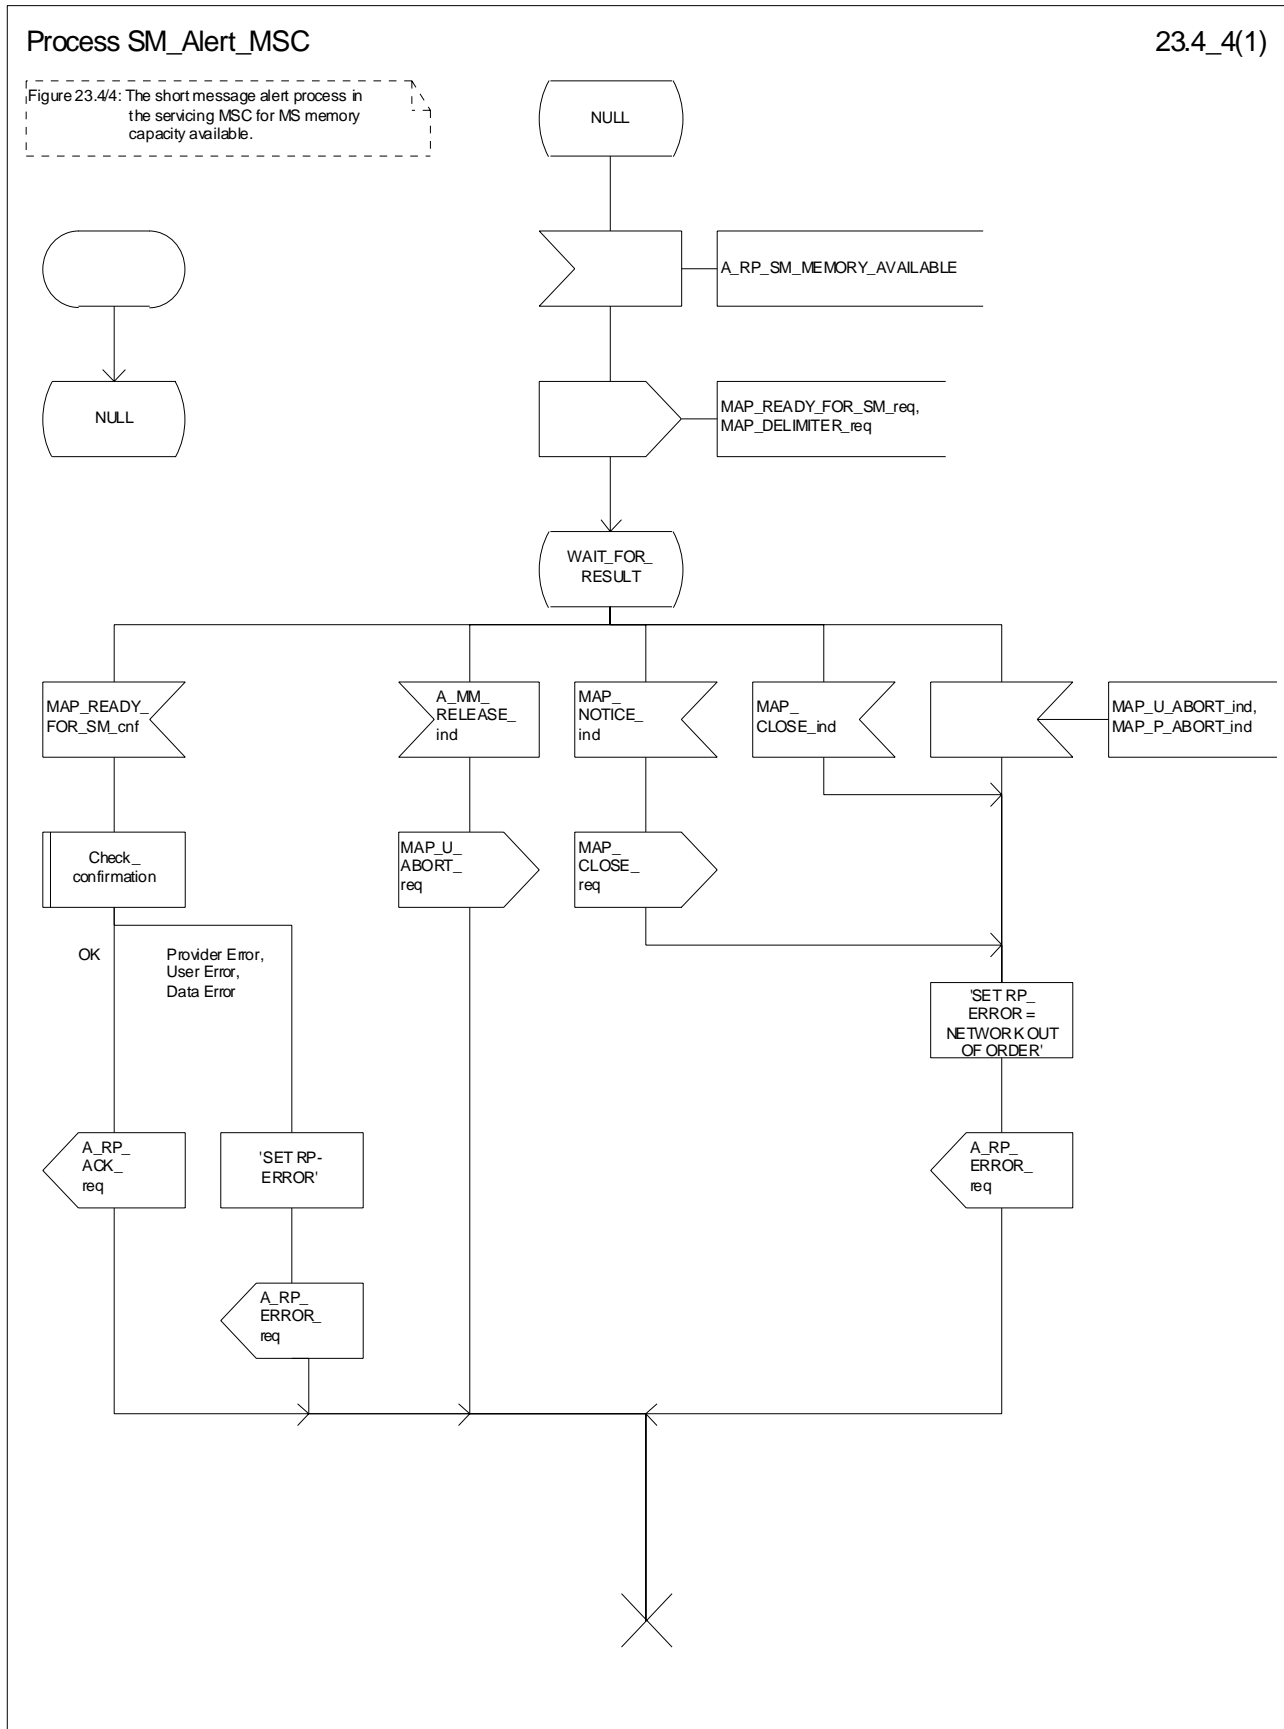 Process SM_Alert_MSC
23.4_4(1)
Figure 23.4/4: The short message alert process in
the servicing MSC for MS memory
capacity available.
NULL
A_RP_SM_MEMORY_AVAILABLE
NULL
MAP_READY_FOR_SM_req,
MAP_DELIMITER_req
WAIT_FOR_
RESULT
MAP_READY_
FOR_SM_cnf
A_MM_
RELEASE_
ind
MAP_
NOTICE_
ind
MAP_
CLOSE_ind
MAP_U_ABORT_ind,
MAP_P_ABORT_ind
Check_
confirmation
MAP_U_
ABORT_
req
MAP_
CLOSE_
req
OK
Provider Error,
User Error,
Data Error
'SET RP_
ERROR =
NETWORK OUT
OF ORDER'
A_RP_
ACK_
req
'SET RP-
ERROR'
A_RP_
ERROR_
req
A_RP_
ERROR_
req